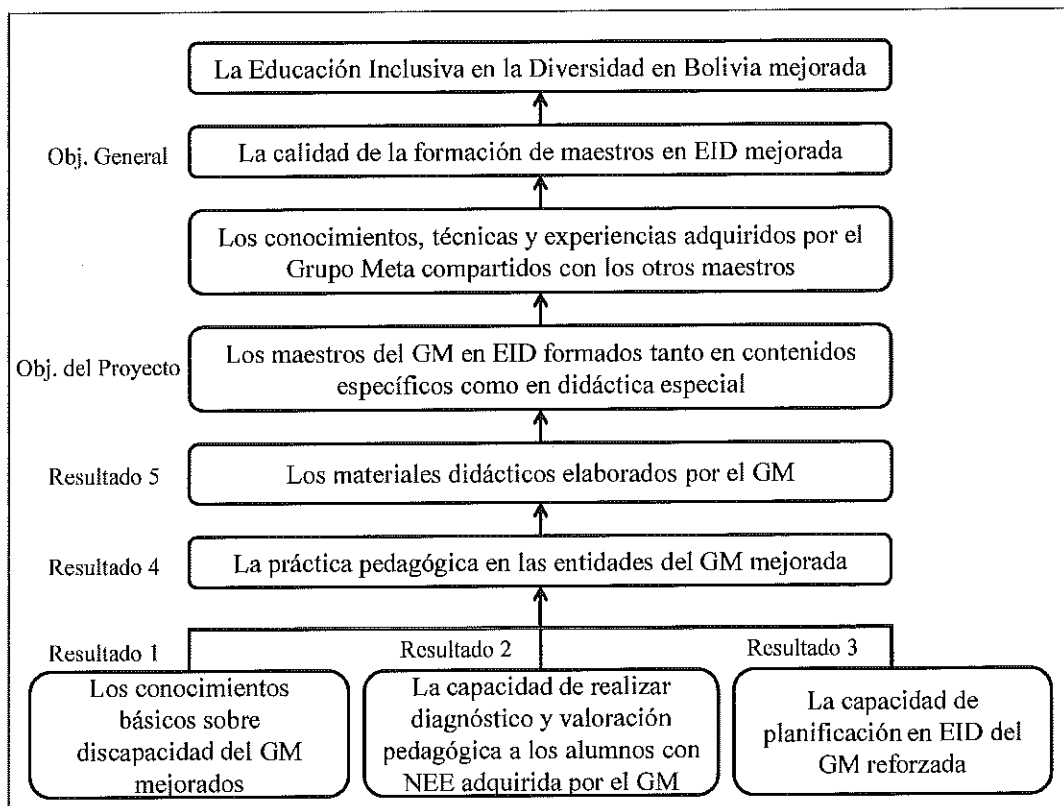 La Educación Inclusiva en la Diversidad en Bolivia mejorada
Obj. General
La calidad de la formación de maestros en EID mejorada
Los conocimientos, técnicas y experiencias adquiridos por el
Grupo Meta compartidos con los otros maestros
Obj. del Proyecto
Los maestros del GM en EID formados tanto en contenidos
específicos como en didáctica especial
Resultado 5
Los materiales didácticos elaborados por el GM
Resultado 4
La práctica pedagógica en las entidades del GM mejorada
Resultado 1
Los conocimientos
básicos sobre
discapacidad del GM
mejorados
Resultado 2
La capacidad de realizar
diagnóstico y valoración
pedagógica a los alumnos con
NEE adquirida por el GM
Resultado 3
La capacidad de
planificación en EID del
GM reforzada